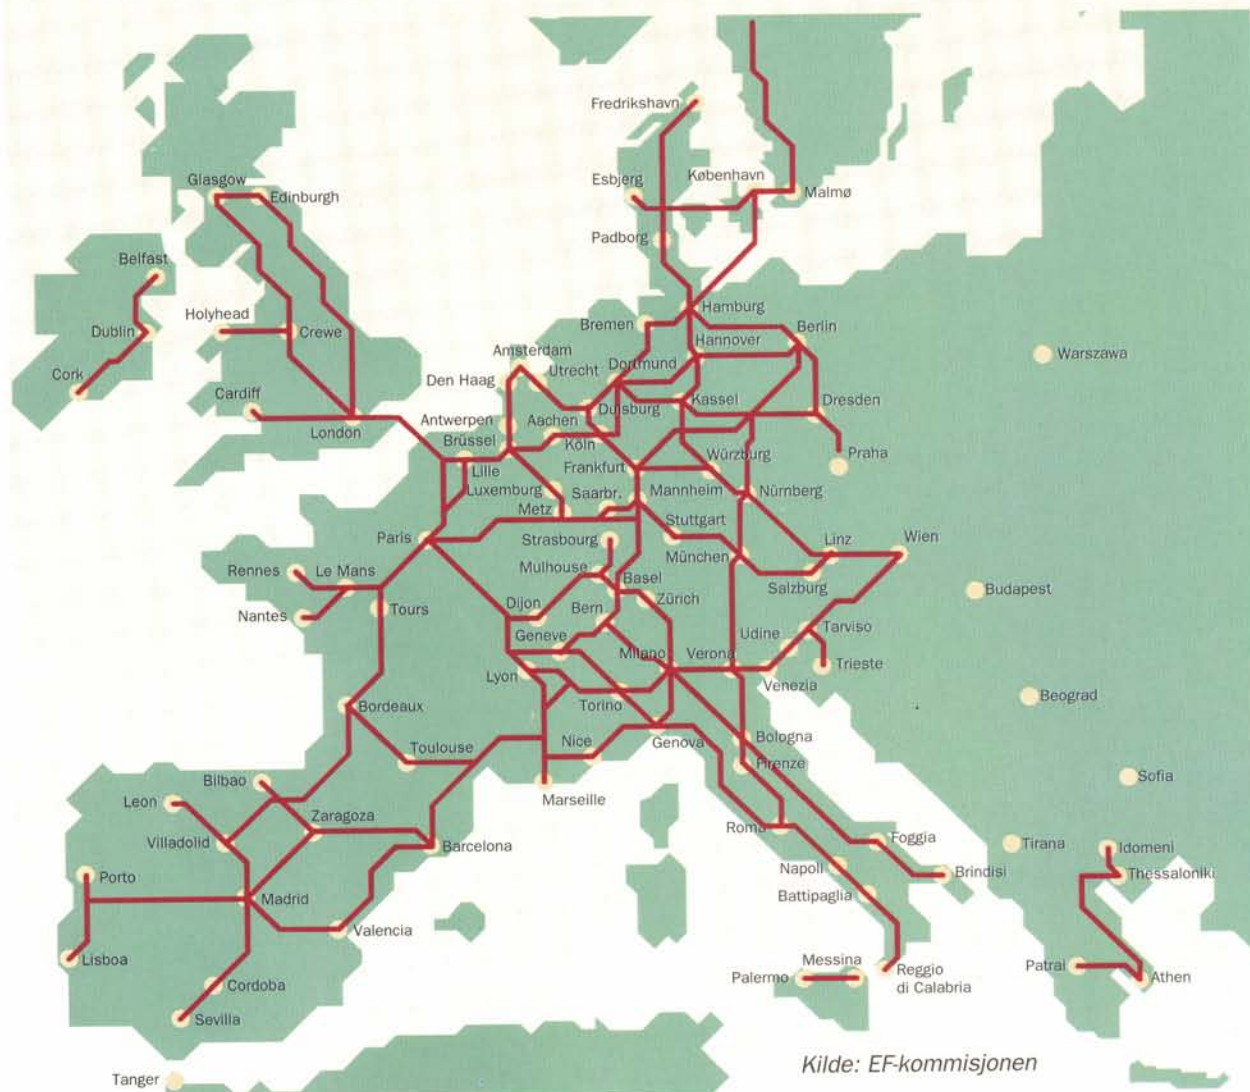 Fredrikshavn
Esbjerg
København
Malmø
Glasgow
Edinburgh
Padborg
Belfast
Hamburg
Holyhead
Bremen
Berlin
Dublin
Crewe
Hannover
Warszawa
Amsterdam
Dortmund
Utrecht
Cork
Den Haag
Kassel
Cardiff
Duisburg
Dresden
Antwerpen
Aachen
London
Brüssel
Köln
Praha
Lille
Frankfurt
Würzburg
Luxemburg
Saarbr.
Mannheim
Nürnberg
Metz
Stuttgart
Paris
Strasbourg
Linz
Wien
München
Rennes
Le Mans
Mulhouse
Basel
Salzburg
Budapest
Dijon
Bern
Zürich
Nantes
Tours
Tarviso
Geneve
Udine
Milano
Verona
Trieste
Lyon
Venezia
Torino
Beograd
Bordeaux
Nice
Genova
Bologna
Toulouse
Firenze
Bilbao
Sofia
Leon
Marseille
Zaragoza
Roma
Villadolid
Barcelona
Foggia
Tirana
Idomeni
Porto
Napoli
Brindisi
Thessaloniki
Madrid
Battipaglia
Valencia
Lisboa
Messina
Patrai
Palermo
Reggio
di Calabria
Athen
Cordoba
Sevilla
Kilde: EF-kommisjonen
Tanger